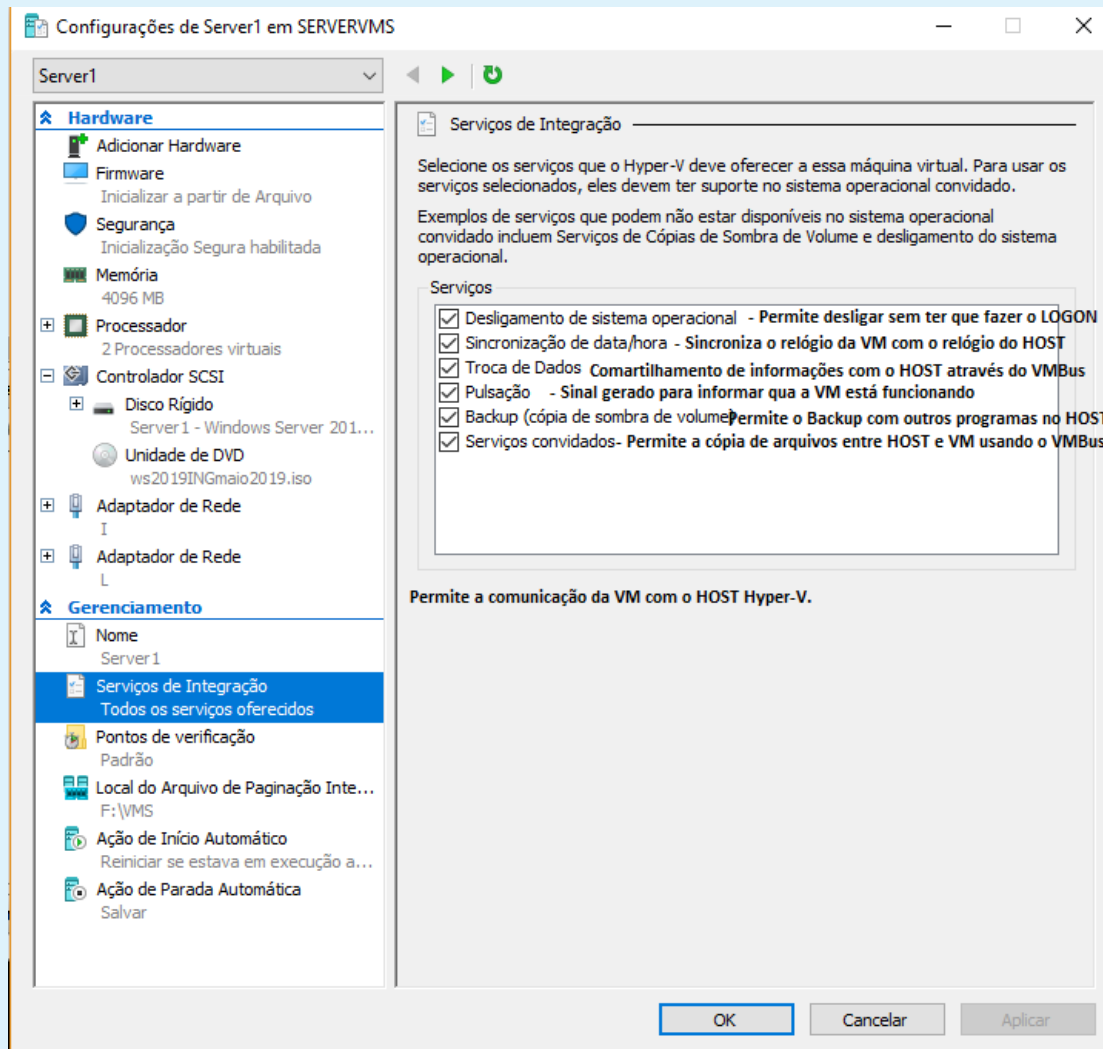 Configurações de Server1 em SERVERVMS
Server1
Hardware
Adicionar Hardware
Firmware
Inicializar a partir de Arquivo
Segurança
Inicialização Segura habilitada
Memória
4096 MB
Processador
2 Processadores virtuais
Controlador SCSI
Disco Rígido
Server1 - Windows Server 201...
Unidade de DVD
ws2019INGmaio2019.iso
Adaptador de Rede
I
Adaptador de Rede
L
Gerenciamento
Nome
Server1
Serviços de Integração
Todos os serviços oferecidos
Pontos de verificação
Padrão
Local do Arquivo de Paginação Inte...
F:\VMS
Ação de Início Automático
Reiniciar se estava em execução a...
Ação de Parada Automática
Salvar
Serviços de Integração
Selecione os serviços que o Hyper-V deve oferecer a essa máquina virtual. Para usar os
serviços selecionados, eles devem ter suporte no sistema operacional convidado.
Exemplos de serviços que podem não estar disponíveis no sistema operacional
convidado incluem Serviços de Cópias de Sombra de Volume e desligamento do sistema
operacional.
Serviços
Desligamento de sistema operacional - Permite desligar sem ter que fazer o LOGON
Sincronização de data/hora - Sincroniza o relógio da VM com o relógio do HOST
Troca de Dados Comartilhamento de informações com o HOST através do VMBus
Pulsação - Sinal gerado para informar qua a VM está funcionando
Backup (cópia de sombra de volume) Permite o Backup com outros programas no HOST
Serviços convidados- Permite a cópia de arquivos entre HOST e VM usando o VMBus
Permite a comunicação da VM com o HOST Hyper-V.
OK
Cancelar
Aplicar